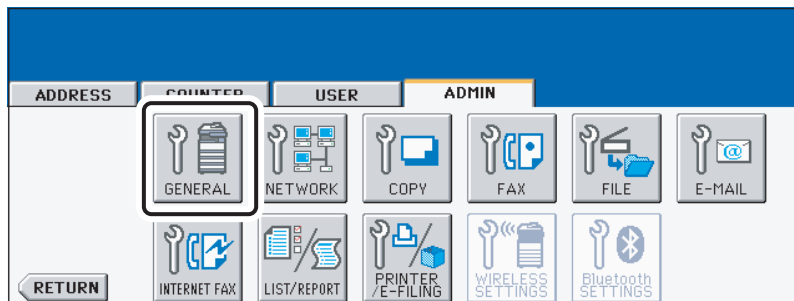 ADDRESS COUNTER USER ADMIN
GENERAL NETWORK COPY FAX FILE E-MAIL
@
INTERNET FAX LIST/REPORT PRINTER
/E-FILING WIRELESS
SETTINGS Bluetooth
SETTINGS
RETURN